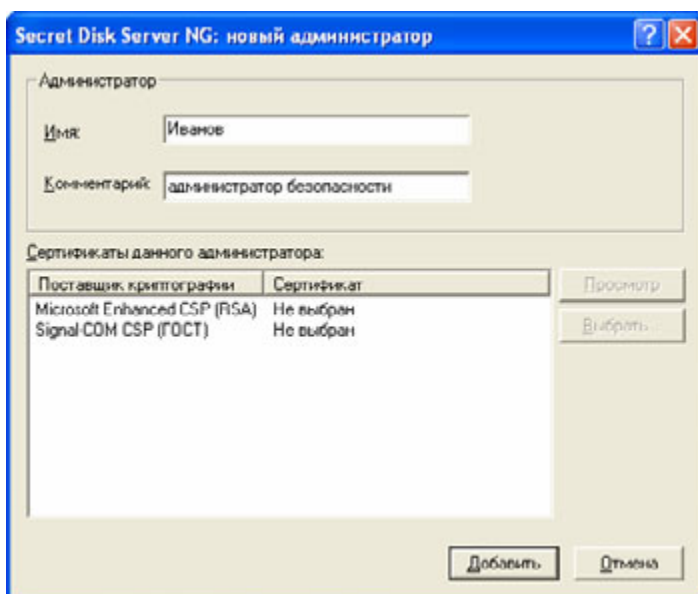 Secret Disk Server NG: новый администратор
Администратор
Имя: Иванов
Комментарий: администратор безопасности
Сертификаты данного администратора:
Поставщик криптографии Сертификат Просмотр
Microsoft Enhanced CSP (RSA) Не выбран
Signal-COM CSP (ГОСТ) Не выбран Выбрать...
Добавить Отмена